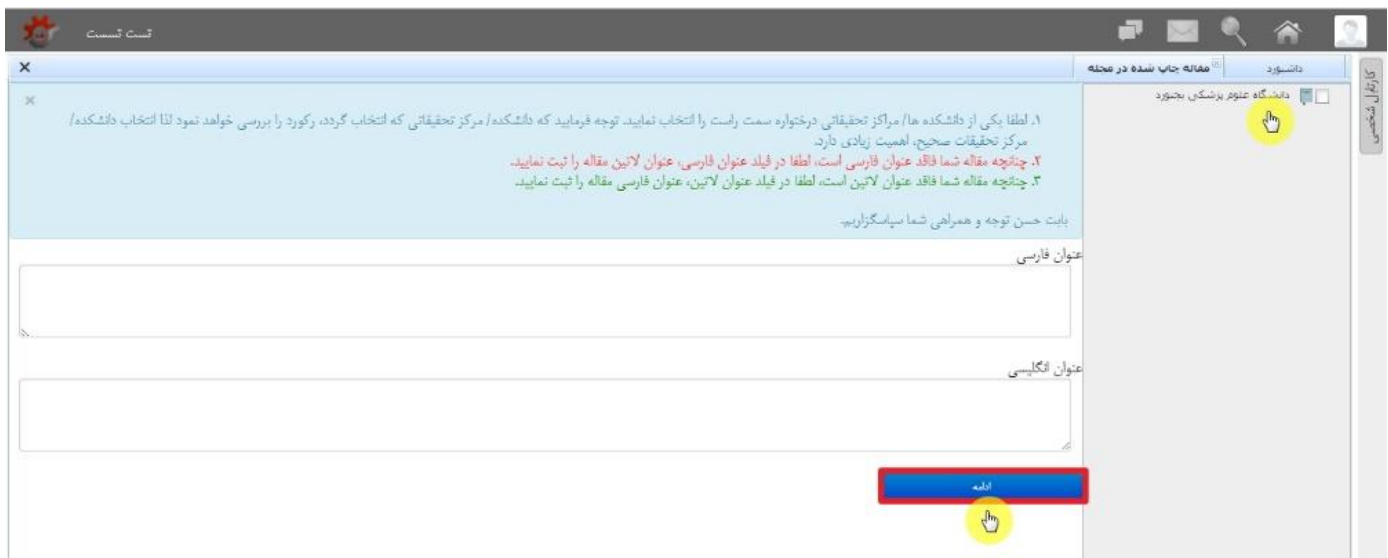 تست تسست
داشبورد
مقاله چاپ شده در مجله
کارتابل شخصی
دانشگاه علوم پزشکی بجنورد
۱. لطفا یکی از دانشکده ها/ مراکز تحقیقاتی درختواره سمت راست را انتخاب نمایید. توجه فرمایید که دانشکده/ مرکز تحقیقاتی که انتخاب گردد، رکورد را بررسی خواهد نمود لذا انتخاب دانشکده/
مرکز تحقیقات صحیح، اهمیت زیادی دارد.
۲. چنانچه مقاله شما فاقد عنوان فارسی است، لطفا در فیلد عنوان فارسی، عنوان لاتین مقاله را ثبت نمایید.
۳. چنانچه مقاله شما فاقد عنوان لاتین است، لطفا در فیلد عنوان لاتین، عنوان فارسی مقاله را ثبت نمایید.
بابت حسن توجه و همراهی شما سپاسگزاریم.
عنوان فارسی
عنوان انگلیسی
ادامه